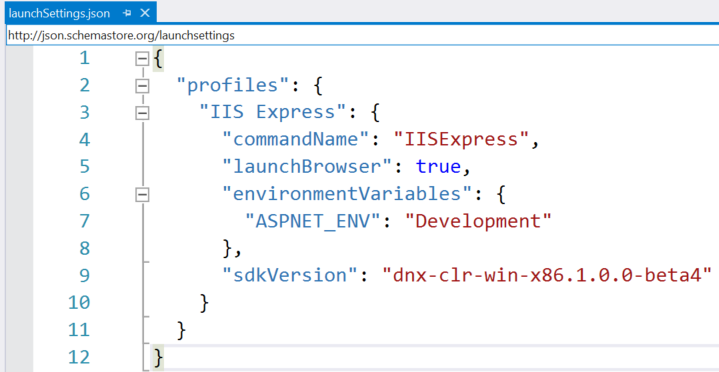 launchSettings.json
http://json.schemastore.org/launchsettings
1 {
2 "profiles": {
3 "IIS Express": {
4 "commandName": "IISExpress",
5 "launchBrowser": true,
6 "environmentVariables": {
7 "ASPNET_ENV": "Development"
8 },
9 "sdkVersion": "dnx-clr-win-x86.1.0.0-beta4"
10 }
11 }
12 }